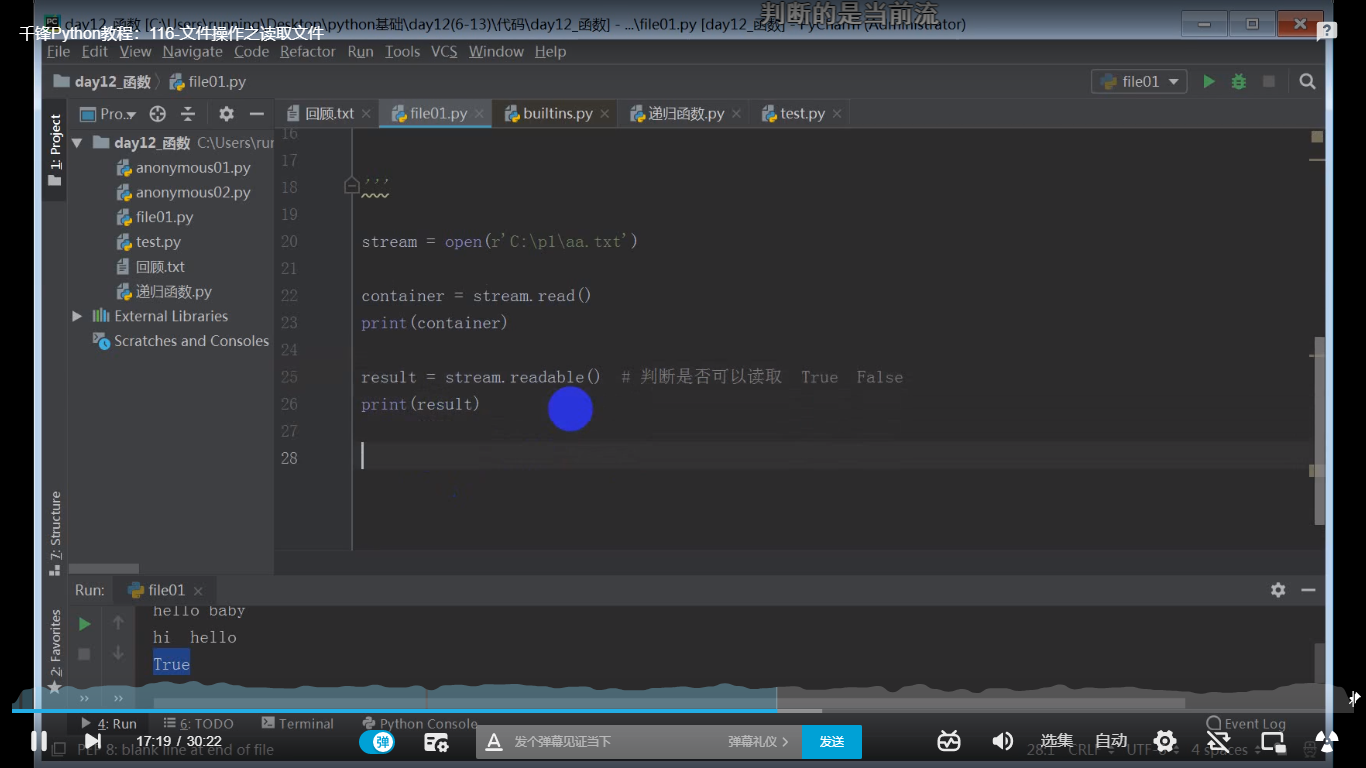 判断的是当前流
day12_函数 [C:\Users\running\Desktop\python基础\day12(6-13)\代码\day12_函数] - ...\file01.py [day12_函数] - PyCharm (Administrator)
千锋Python教程：116-文件操作之读取文件
File Edit View Navigate Code Refactor Run Tools VCS Window Help
day12_函数 file01.py
file01
Pro..
回顾.txt
file01.py
builtins.py
递归函数.py
test.py
1: Project
day12_函数 C:\Users\rur
anonymous01.py
anonymous02.py
file01.py
test.py
回顾.txt
递归函数.py
External Libraries
Scratches and Consoles
16
17
18 '''
19
20 stream = open(r'C:\p1\aa.txt')
21
22 container = stream.read()
23 print(container)
24
25 result = stream.readable() # 判断是否可以读取 True False
26 print(result)
27
28
7: Structure
2: Favorites
Run: file01
hello baby
hi hello
True
4: Run 6: TODO Terminal Python Console Event Log
17:19 / 30:22
弹
发个弹幕见证当下
弹幕礼仪
发送
选集
自动
PEP 8: blank line at end of file
28:1 CRLF UTF-8 4 spaces